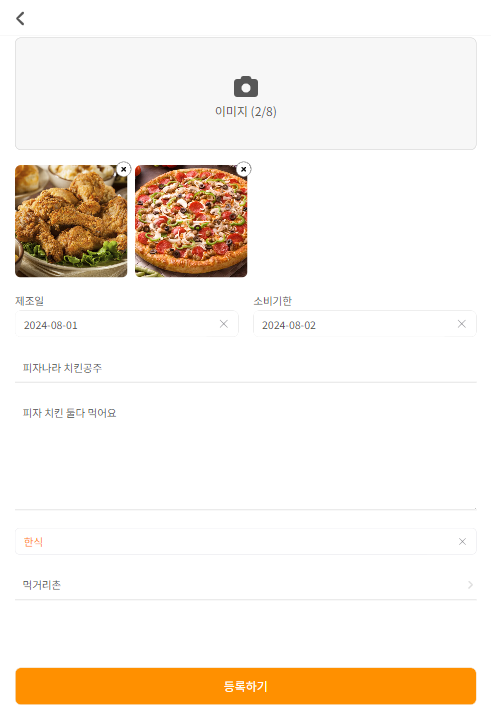 이미지 (2/8)
제조일
소비기한
2024-08-01
2024-08-02
피자나라 치킨공주
피자 치킨 둘다 먹어요
한식
먹거리촌
등록하기